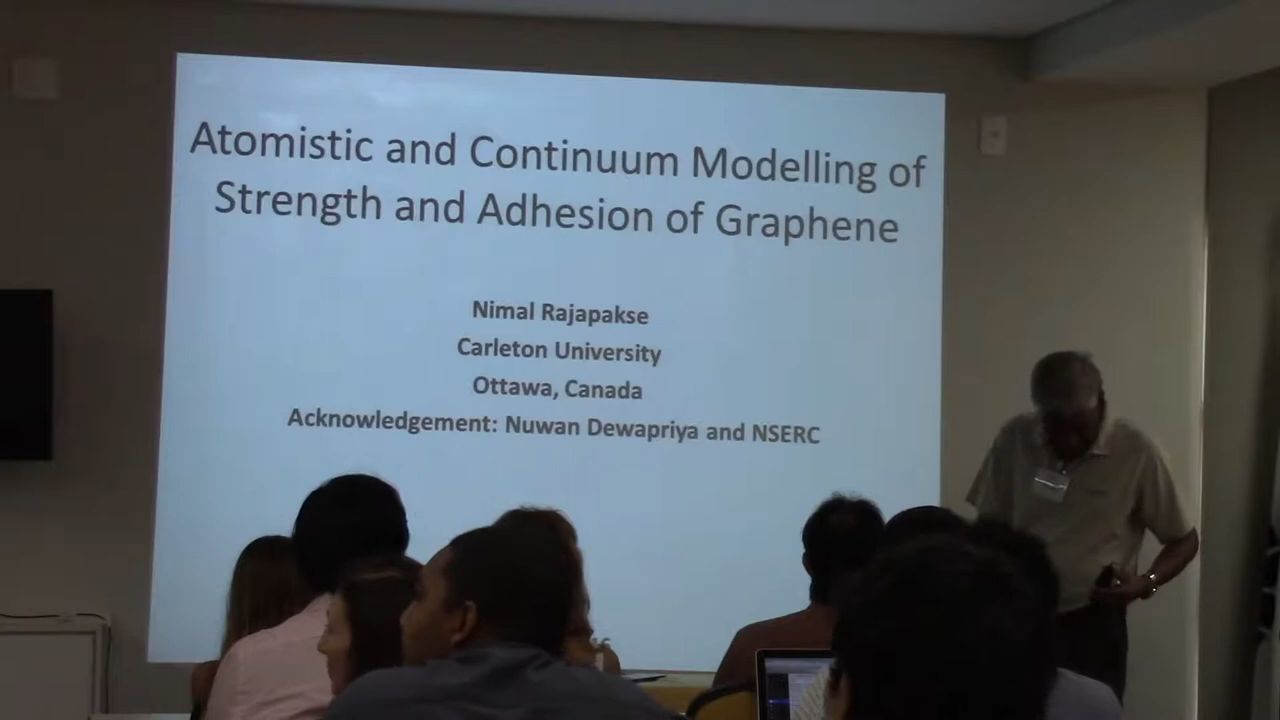 Atomistic and Continuum Modelling of
Strength and Adhesion of Graphene
Nimal Rajapakse
Carleton University
Ottawa, Canada
Acknowledgement: Nuwan Dewapriya and NSERC